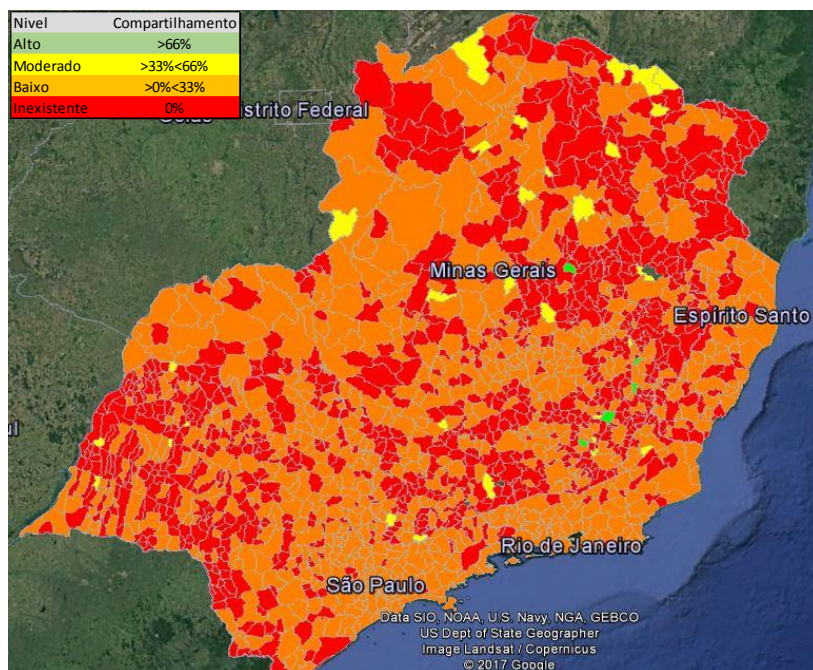 Nivel Compartilhamento
Alto >66%
Moderado >33%<66%
Baixo >0%<33%
Inexistente 0%
Distrito Federal
Minas Gerais
Espírito Santo
Rio de Janeiro
São Paulo
Data SIO, NOAA, U.S. Navy, NGA, GEBCO
US Dept of State Geographer
Image Landsat / Copernicus
© 2017 Google